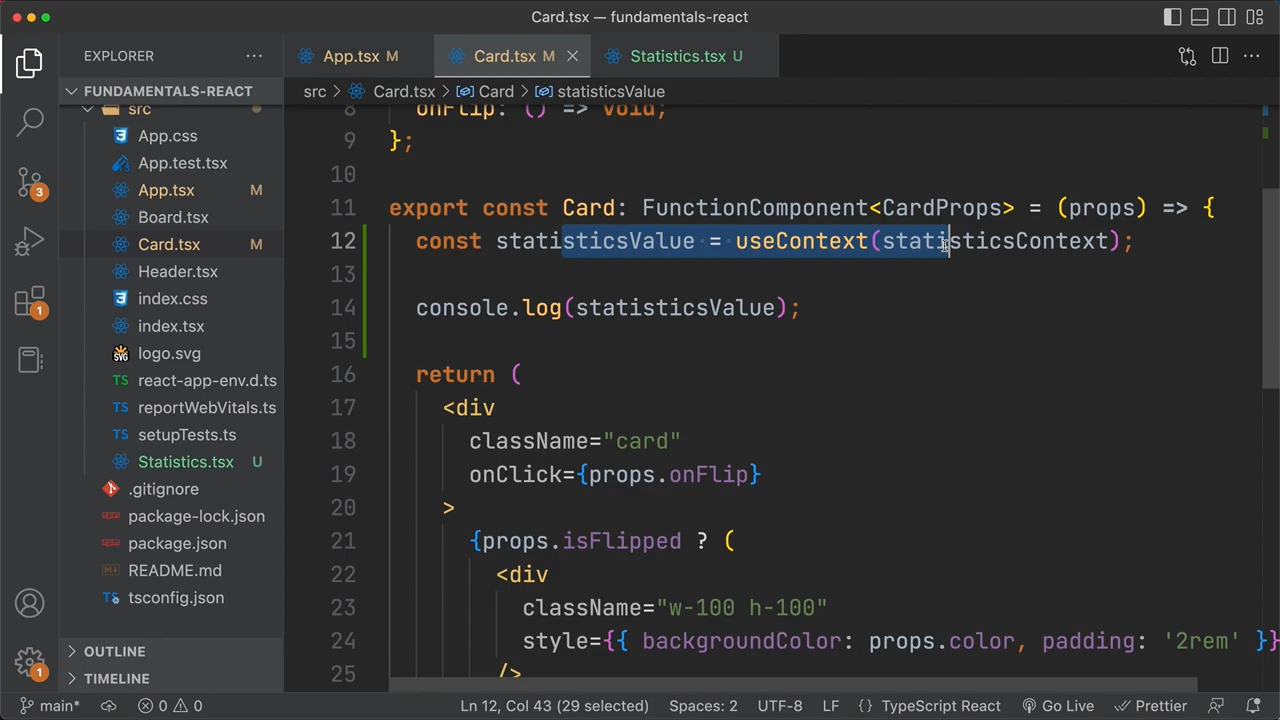 Card.tsx — fundamentals-react
EXPLORER
App.tsx M
Card.tsx M
Statistics.tsx U
FUNDAMENTALS-REACT
src > Card.tsx > Card > statisticsValue
src
App.css
App.test.tsx
App.tsx M
Board.tsx
Card.tsx M
Header.tsx
index.css
index.tsx
logo.svg
react-app-env.d.ts
reportWebVitals.ts
setupTests.ts
Statistics.tsx U
.gitignore
package-lock.json
package.json
README.md
tsconfig.json
OUTLINE
TIMELINE
3
1
1
8 onFlip: () => void;
9 };
10
11 export const Card: FunctionComponent<CardProps> = (props) => {
12 const statisticsValue = useContext(statisticsContext);
13
14 console.log(statisticsValue);
15
16 return (
17 <div
18 className="card"
19 onClick={props.onFlip}
20 >
21 {props.isFlipped ? (
22 <div
23 className="w-100 h-100"
24 style={{ backgroundColor: props.color, padding: '2rem' }}
25 />
main* 0 0 Ln 12, Col 43 (29 selected) Spaces: 2 UTF-8 LF {} TypeScript React Go Live Prettier